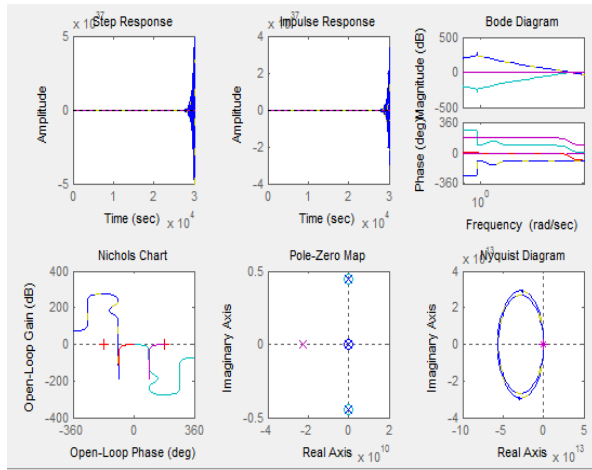 Step Response
x 10^37
5
0
-5
Amplitude
0 1 2 3
Time (sec) x 10^4
Impulse Response
x 10^37
4
2
0
-2
-4
Amplitude
0 1 2 3
Time (sec) x 10^4
Bode Diagram
500
0
-500
Magnitude (dB)
360
0
-360
Phase (deg)
10^0
Frequency (rad/sec)
Nichols Chart
400
200
0
-200
-400
Open-Loop Gain (dB)
-360 0 360
Open-Loop Phase (deg)
Pole-Zero Map
0.5
0
-0.5
Imaginary Axis
-4 -2 0 2
Real Axis x 10^10
Nyquist Diagram
x 10^13
4
2
0
-2
-4
Imaginary Axis
-10 -5 0 5
Real Axis x 10^13